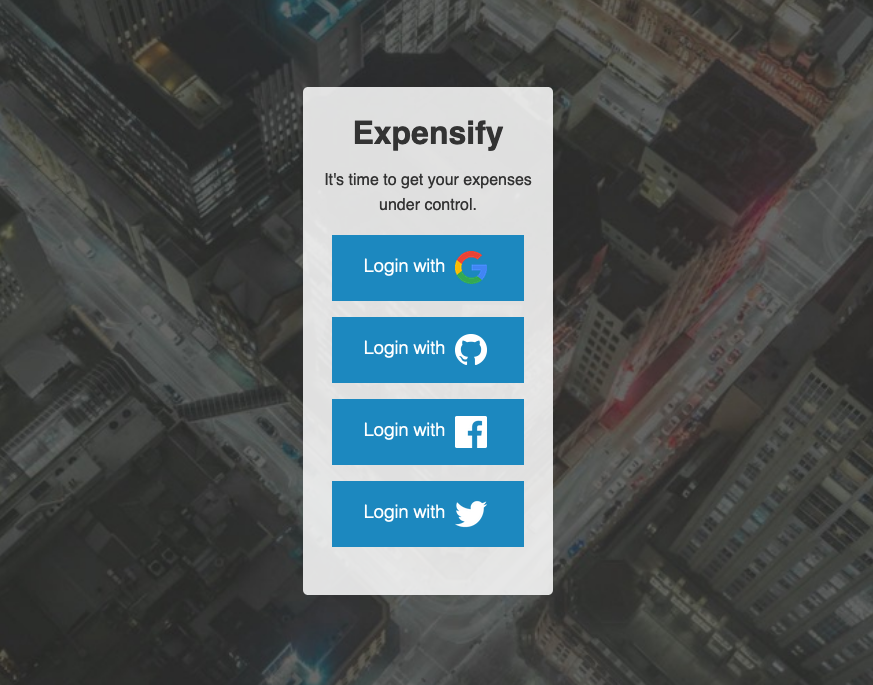 Expensify
It's time to get your expenses
under control.
Login with
Login with
Login with
Login with